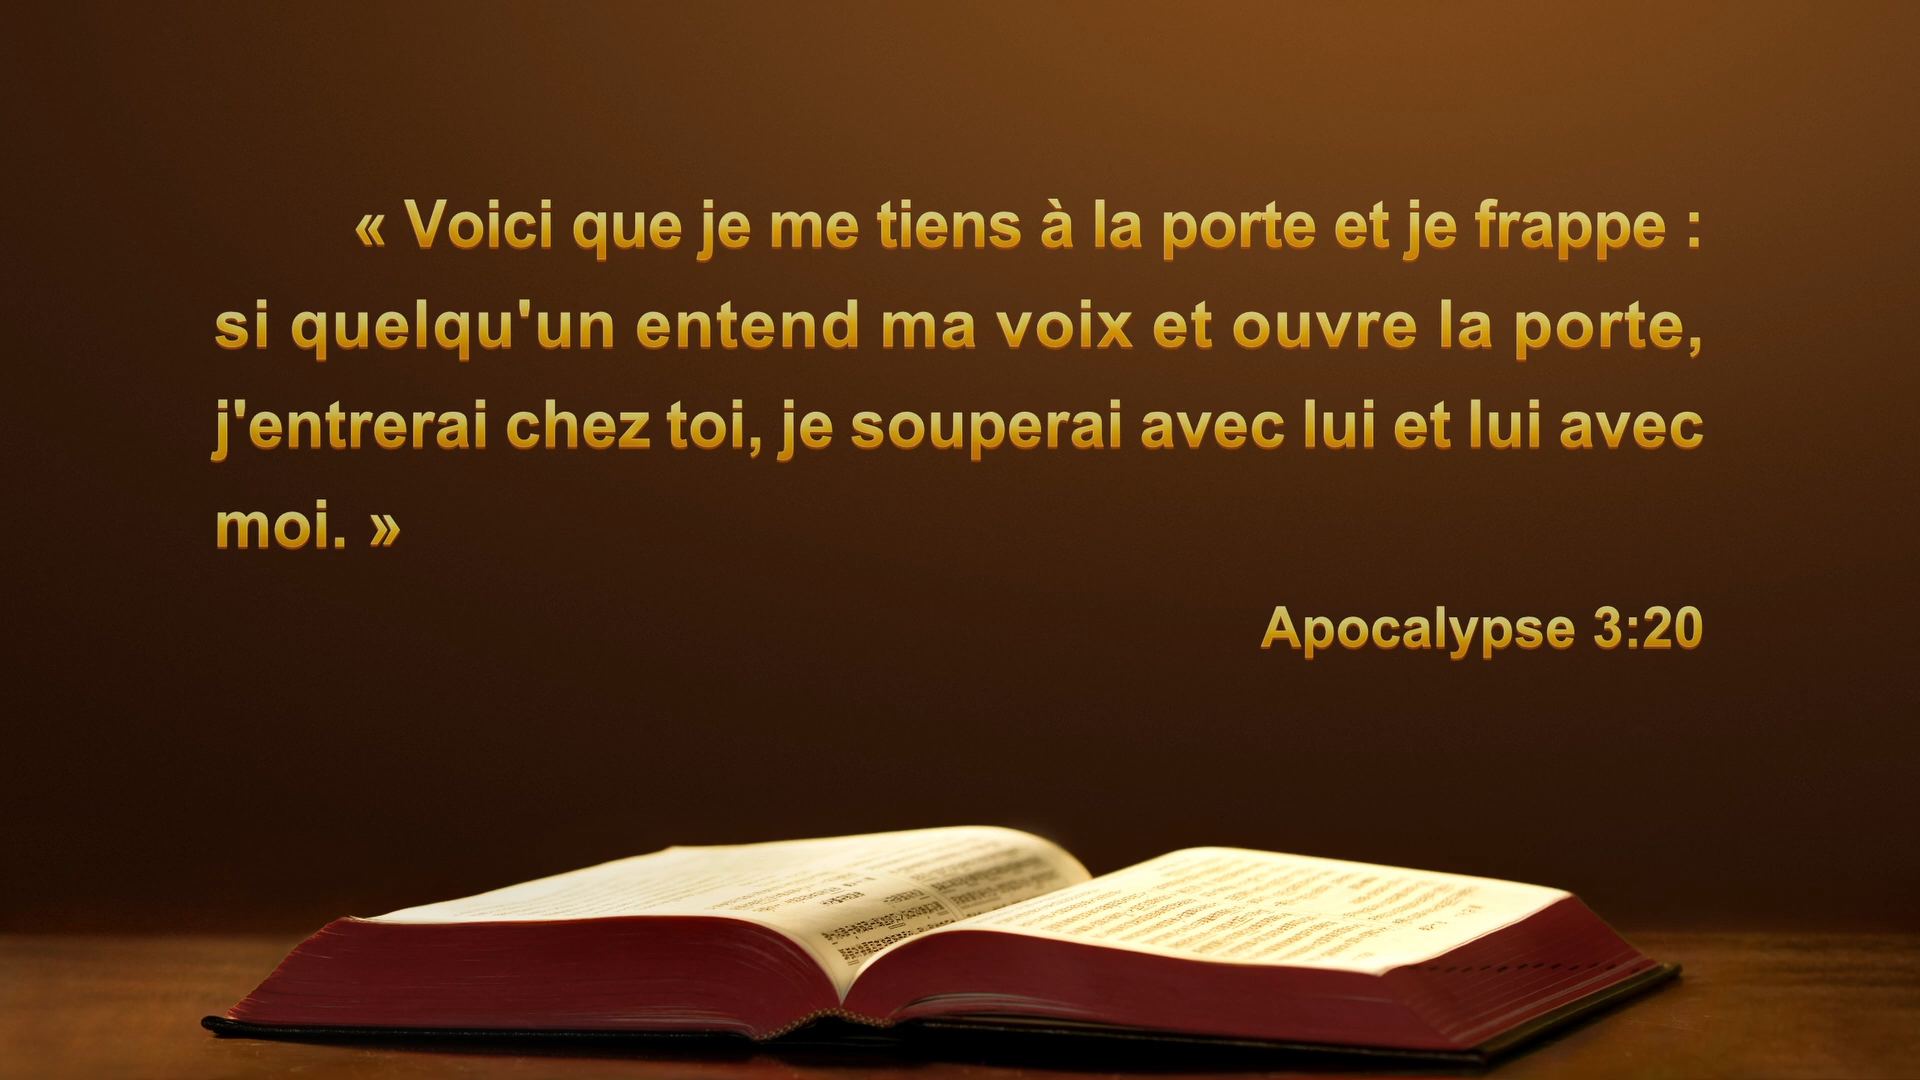 « Voici que je me tiens à la porte et je frappe :
si quelqu'un entend ma voix et ouvre la porte,
j'entrerai chez toi, je souperai avec lui et lui avec
moi. »
Apocalypse 3:20